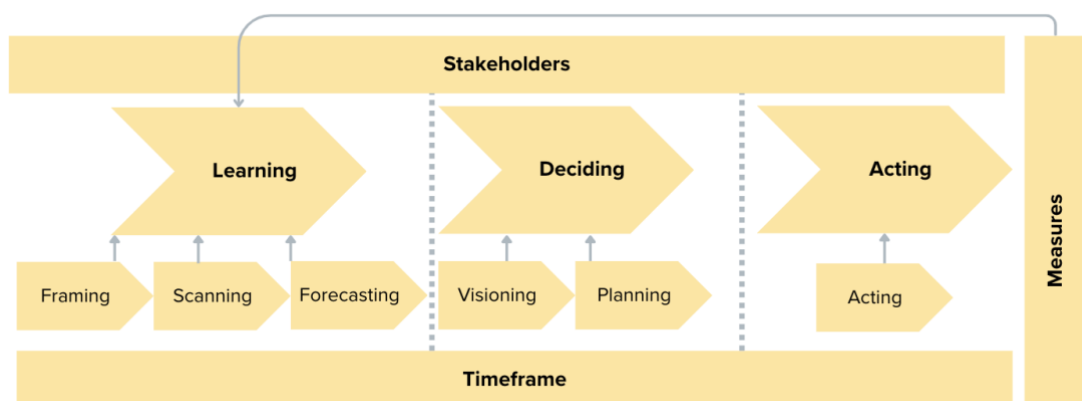 Stakeholders
Learning
Deciding
Acting
Framing
Scanning
Forecasting
Visioning
Planning
Acting
Timeframe
Measures